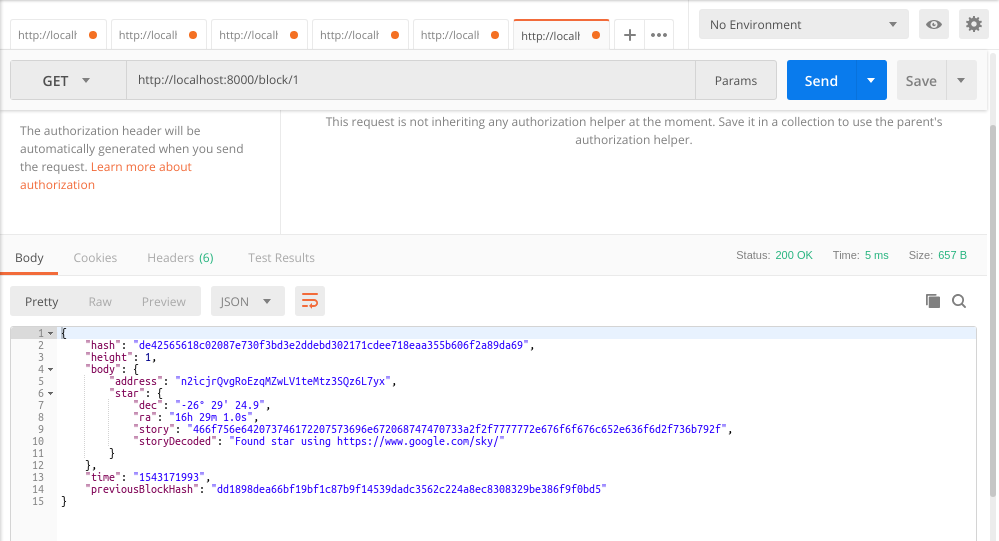 http://locall http://locall http://locall http://locall http://locall http://locall + ••• No Environment
GET http://localhost:8000/block/1 Params Send Save
The authorization header will be
automatically generated when you send
the request. Learn more about
authorization
This request is not inheriting any authorization helper at the moment. Save it in a collection to use the parent's
authorization helper.
Body Cookies Headers (6) Test Results Status: 200 OK Time: 5 ms Size: 657 B
Pretty Raw Preview JSON
1 {
2 "hash": "de42565618c02087e730f3bd3e2ddebd302171cdee718eaa355b606f2a89da69",
3 "height": 1,
4 "body": {
5 "address": "n2icjrQvgRoEzqMZwLV1teMtz3SQz6L7yx",
6 "star": {
7 "dec": "-26° 29' 24.9",
8 "ra": "16h 29m 1.0s",
9 "story": "466f756e642073746172207573696e672068747470733a2f2f7777772e676f6f676c652e636f6d2f736b792f",
10 "storyDecoded": "Found star using https://www.google.com/sky/"
11 }
12 },
13 "time": "1543171993",
14 "previousBlockHash": "dd1898dea66bf19bf1c87b9f14539dadc3562c224a8ec8308329be386f9f0bd5"
15 }